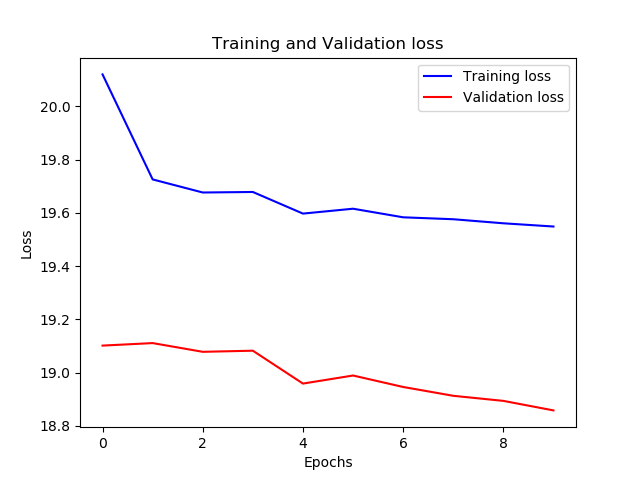 Training and Validation loss
Training loss
Validation loss
20.0
19.8
19.6
19.4
19.2
19.0
18.8
Loss
0 2 4 6 8
Epochs